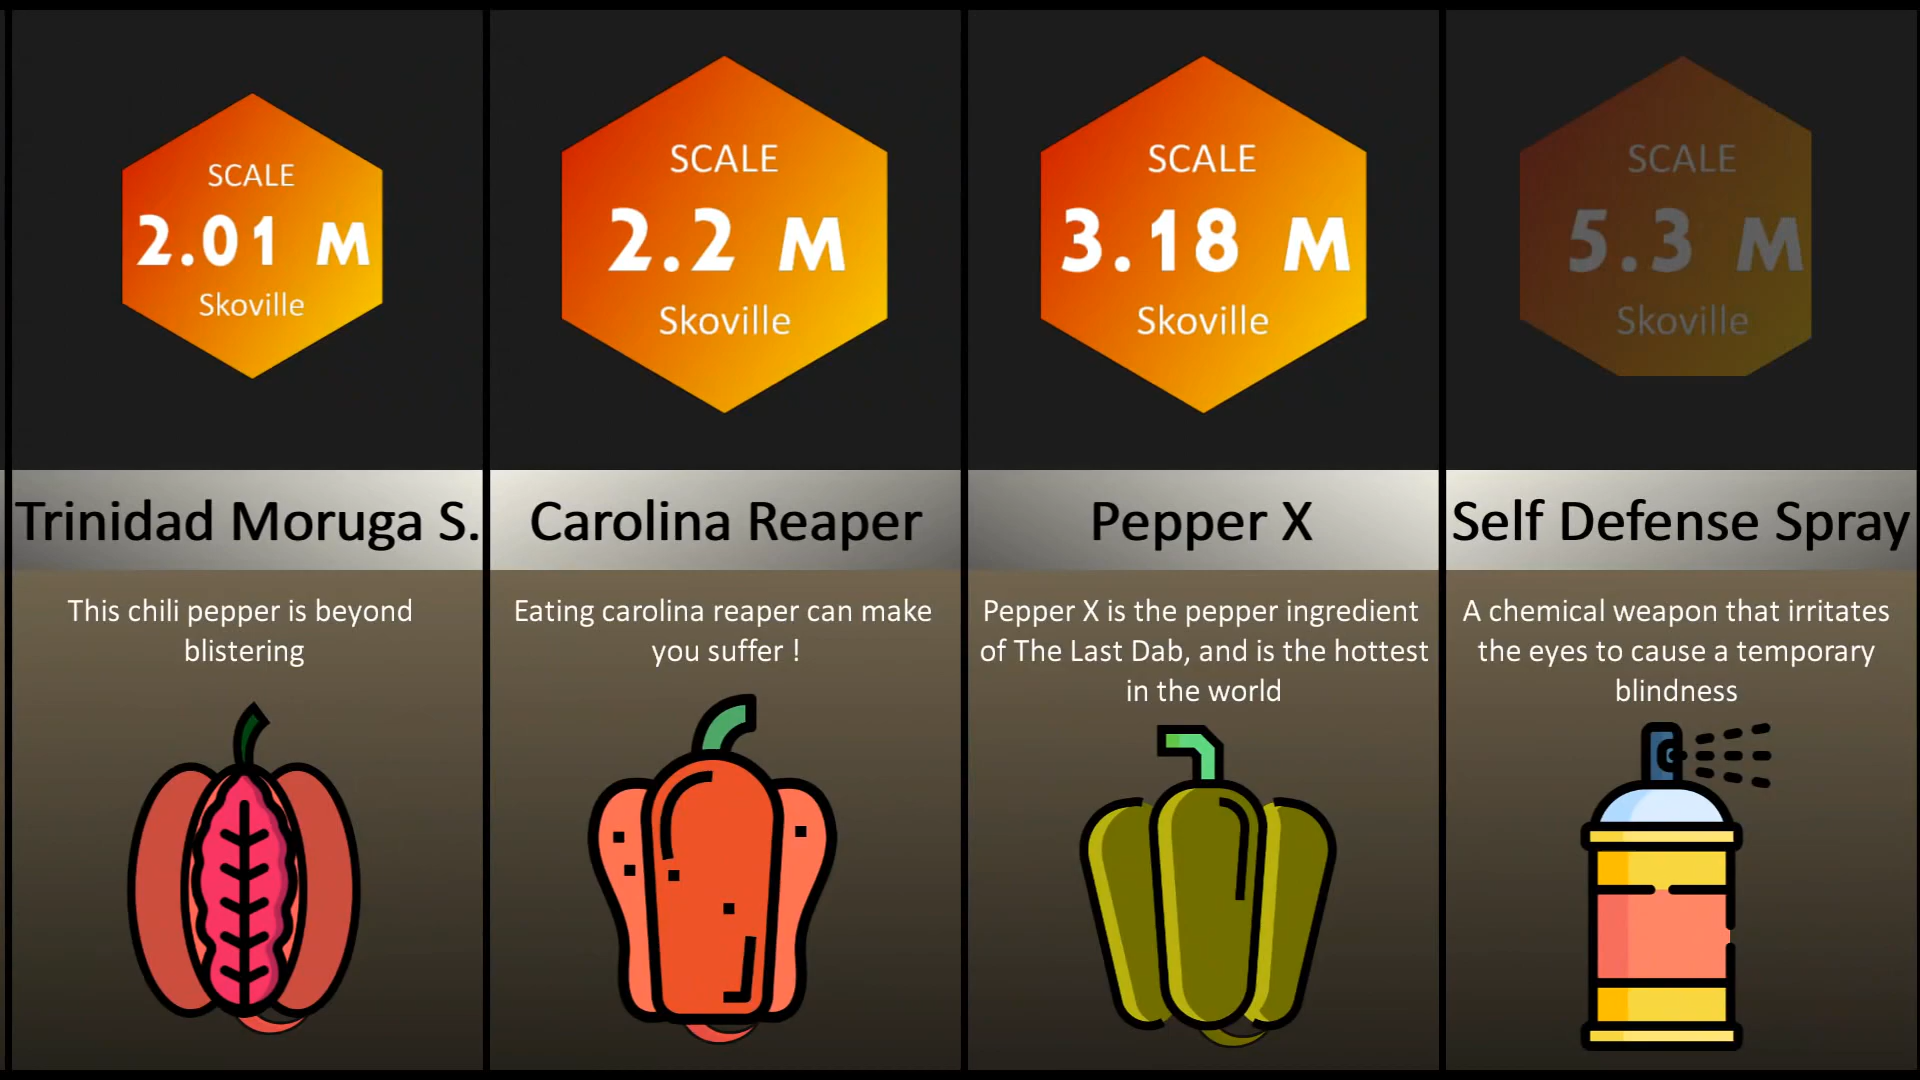 SCALE
2.01 M
Skoville
Trinidad Moruga S.
This chili pepper is beyond
blistering
SCALE
2.2 M
Skoville
Carolina Reaper
Eating carolina reaper can make
you suffer !
SCALE
3.18 M
Skoville
Pepper X
Pepper X is the pepper ingredient
of The Last Dab, and is the hottest
in the world
SCALE
5.3 M
Skoville
Self Defense Spray
A chemical weapon that irritates
the eyes to cause a temporary
blindness